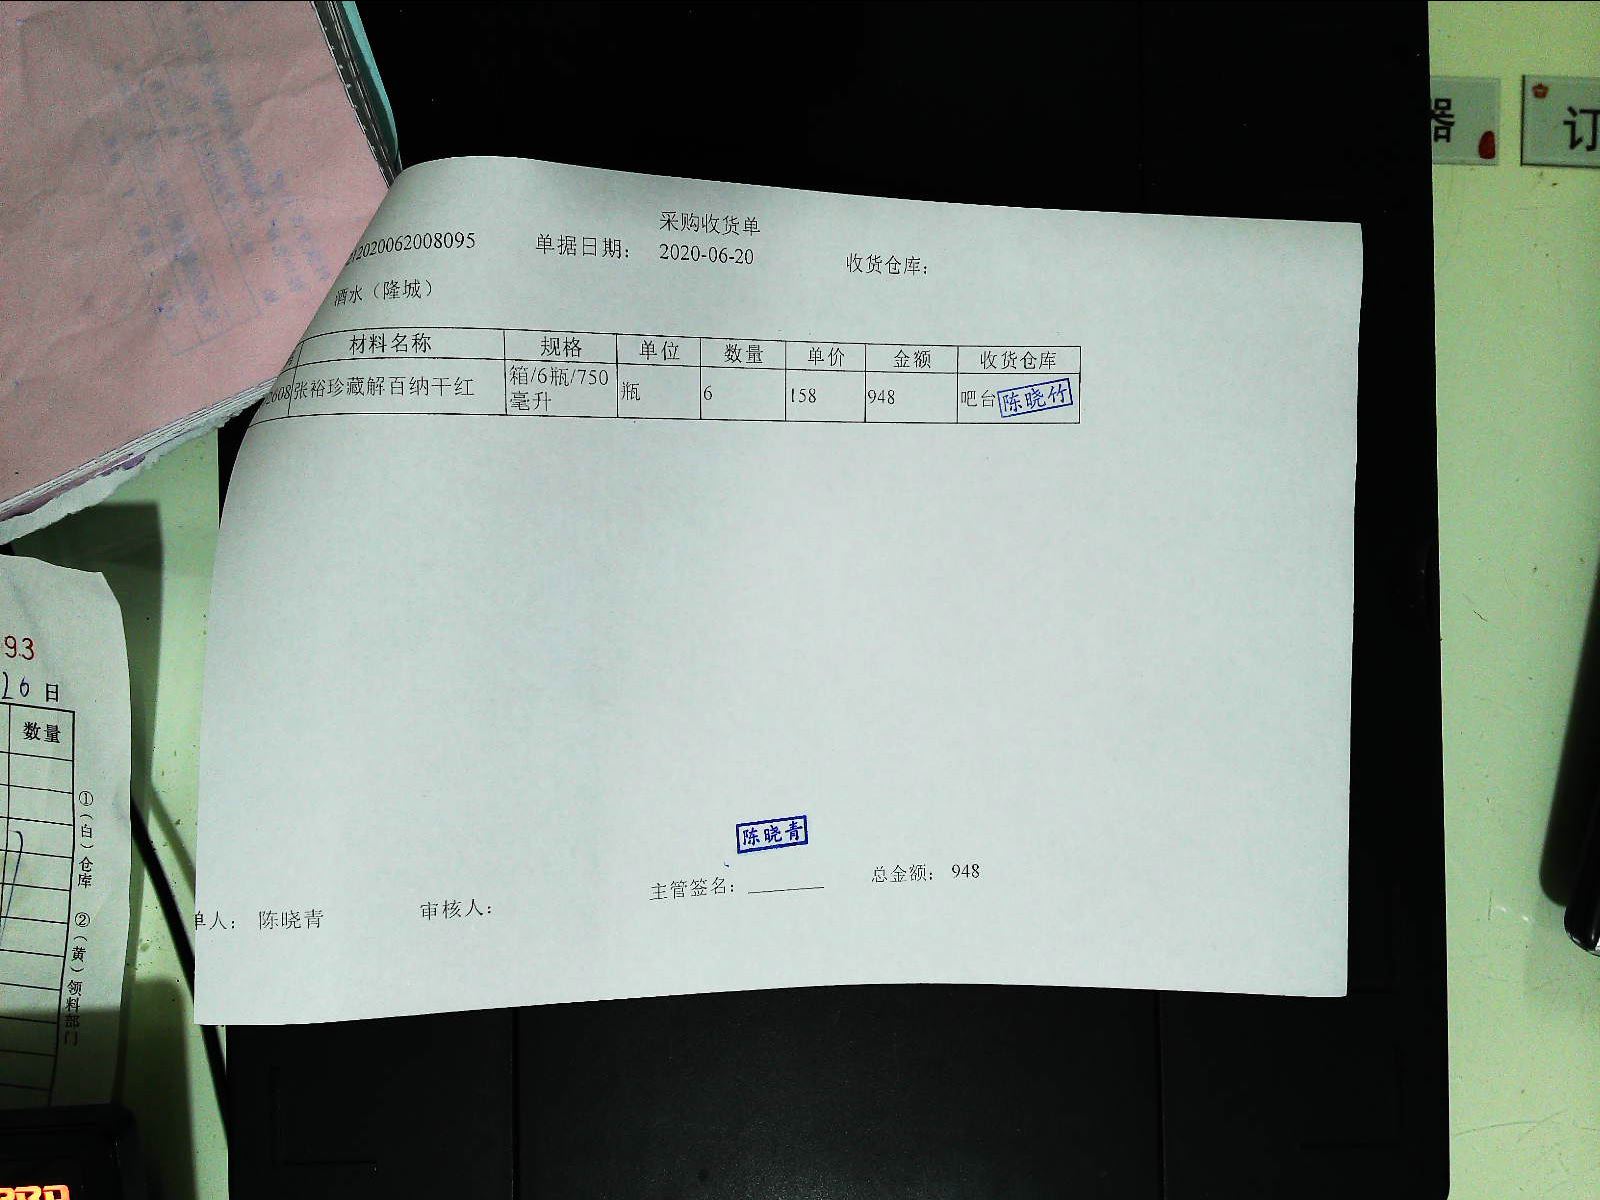 采购收货单
2020062008095 单据日期: 2020-06-20 收货仓库:
酒水（隆城）
材料名称 规格 单位 数量 单价 金额 收货仓库
2608 张裕珍藏解百纳干红 箱/6瓶/750毫升 瓶 6 158 948 吧台 陈晓竹
陈晓青
单人: 陈晓青 审核人: 主管签名: 总金额: 948
器
订
93
26 日
数量
①（白）仓库 ②（黄）领料部门